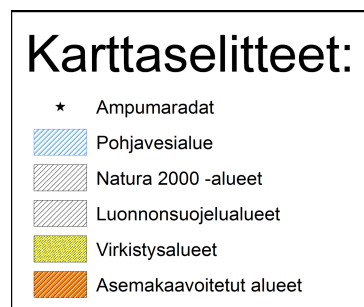 Karttaselitteet:
Ampumaradat
Pohjavesialue
Natura 2000 -alueet
Luonnonsuojelualueet
Virkistysalueet
Asemakaavoitetut alueet